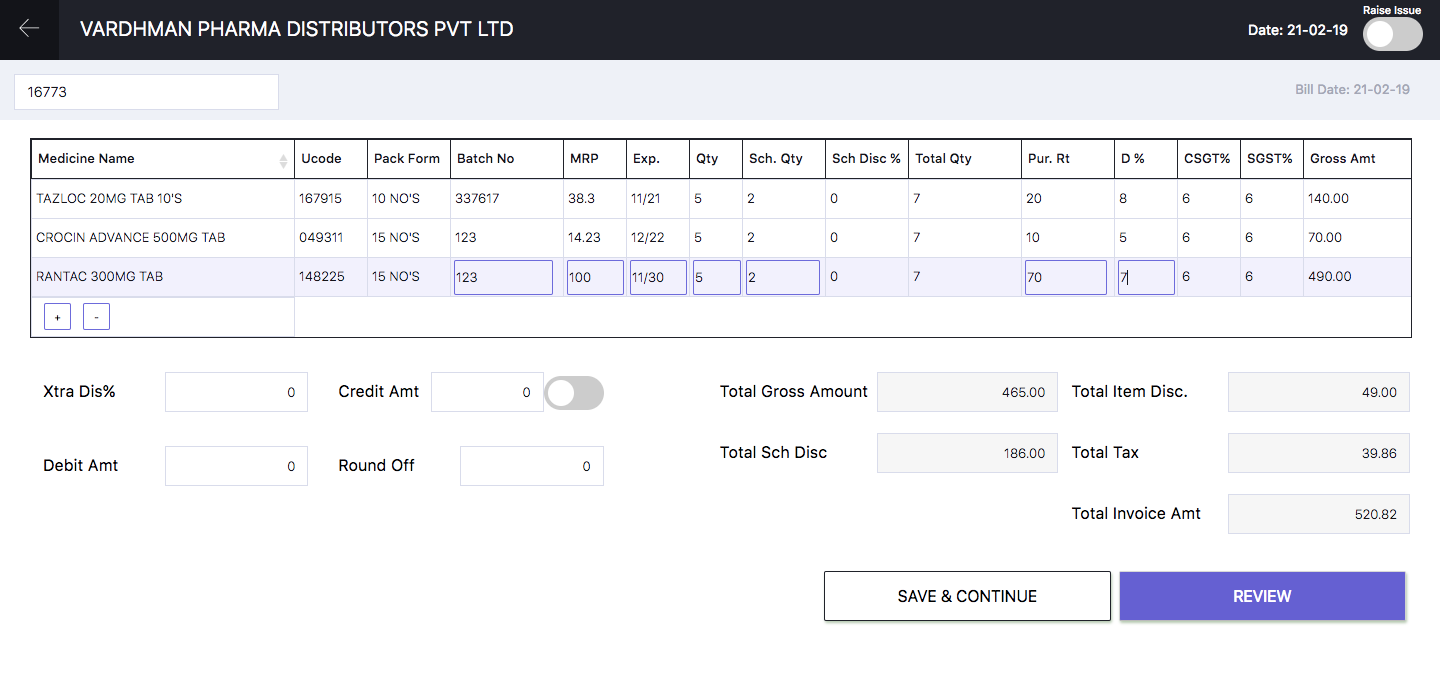 VARDHMAN PHARMA DISTRIBUTORS PVT LTD
Date: 21-02-19
Raise Issue
16773
Bill Date: 21-02-19
Medicine Name Ucode Pack Form Batch No MRP Exp. Qty Sch. Qty Sch Disc % Total Qty Pur. Rt D % CSGT% SGST% Gross Amt
TAZLOC 20MG TAB 10'S 167915 10 NO'S 337617 38.3 11/21 5 2 0 7 20 8 6 6 140.00
CROCIN ADVANCE 500MG TAB 049311 15 NO'S 123 14.23 12/22 5 2 0 7 10 5 6 6 70.00
RANTAC 300MG TAB 148225 15 NO'S 123 100 11/30 5 2 0 7 70 7 6 6 490.00
+ -
Xtra Dis% 0 Credit Amt 0 Total Gross Amount 465.00 Total Item Disc. 49.00
Debit Amt 0 Round Off 0 Total Sch Disc 186.00 Total Tax 39.86
Total Invoice Amt 520.82
SAVE & CONTINUE REVIEW